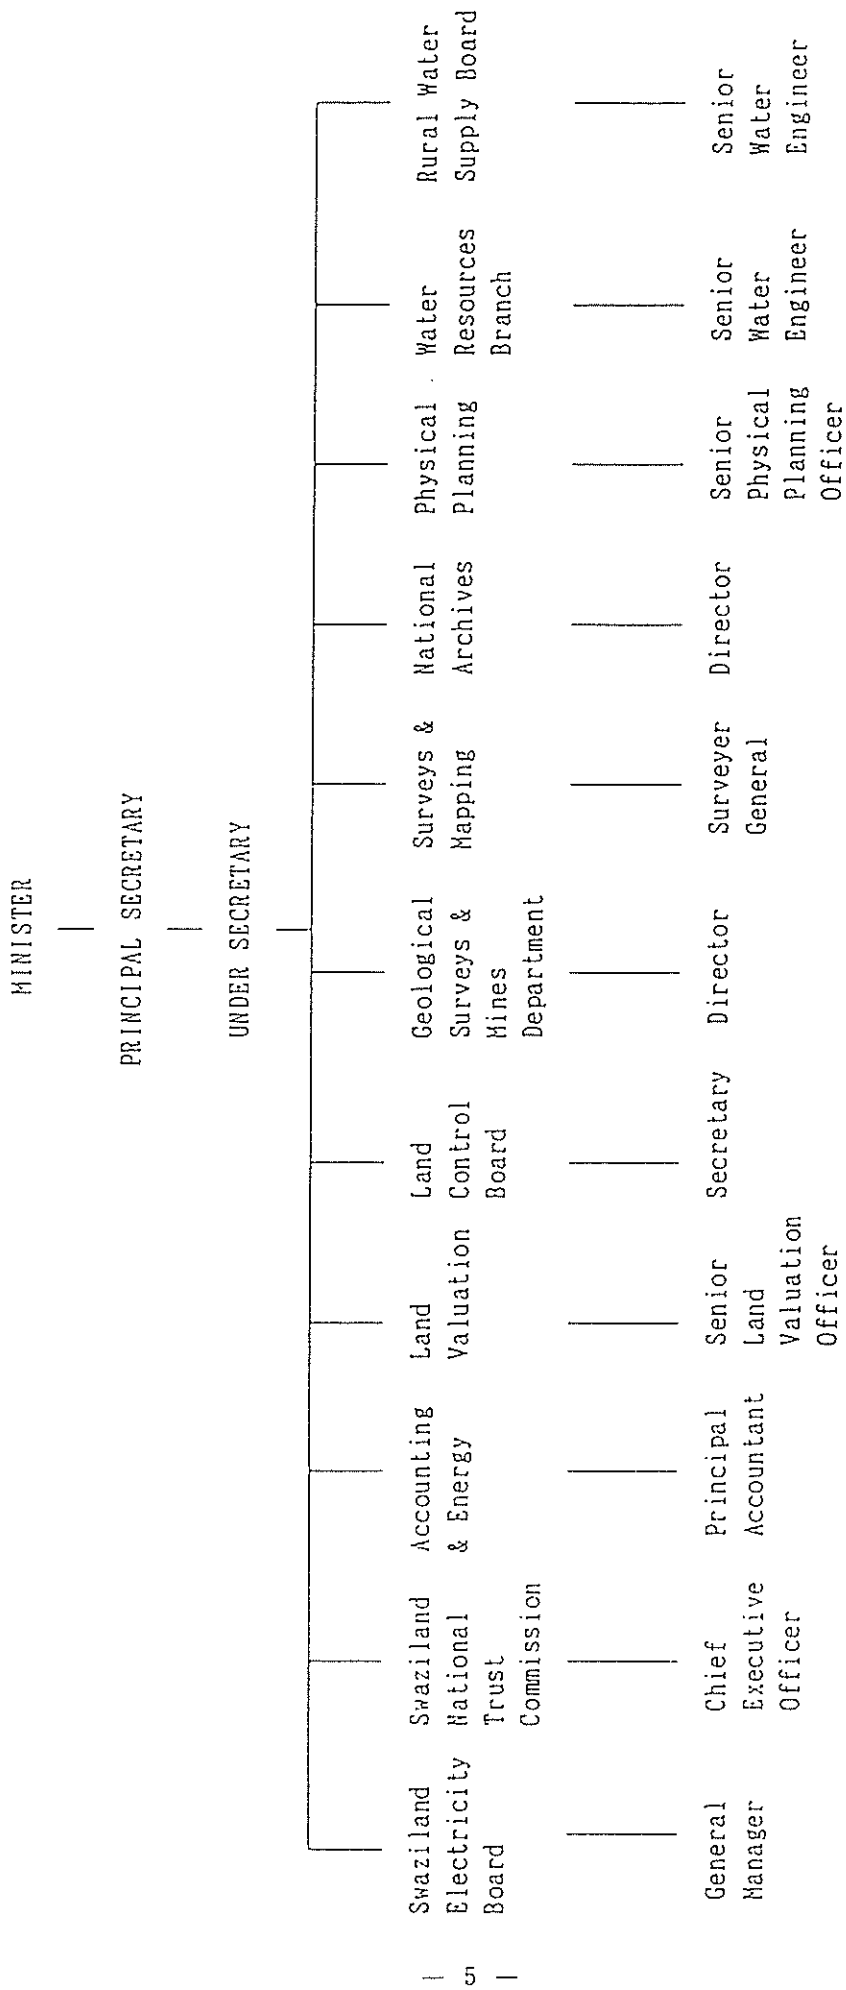 MINISTER
PRINCIPAL SECRETARY
UNDER SECRETARY
Swaziland
Electricity
Board
Swaziland
National
Trust
Commission
Accounting
& Energy
Land
Valuation
Land
Control
Board
Geological
Surveys &
Mines
Department
Surveys &
Mapping
National
Archives
Physical
Planning
Water
Resources
Branch
Rural Water
Supply Board
General
Manager
Chief
Executive
Officer
Principal
Accountant
Senior
Land
Valuation
Officer
Secretary
Director
Surveyer
General
Director
Senior
Physical
Planning
Officer
Senior
Water
Engineer
Senior
Water
Engineer
— 5 —